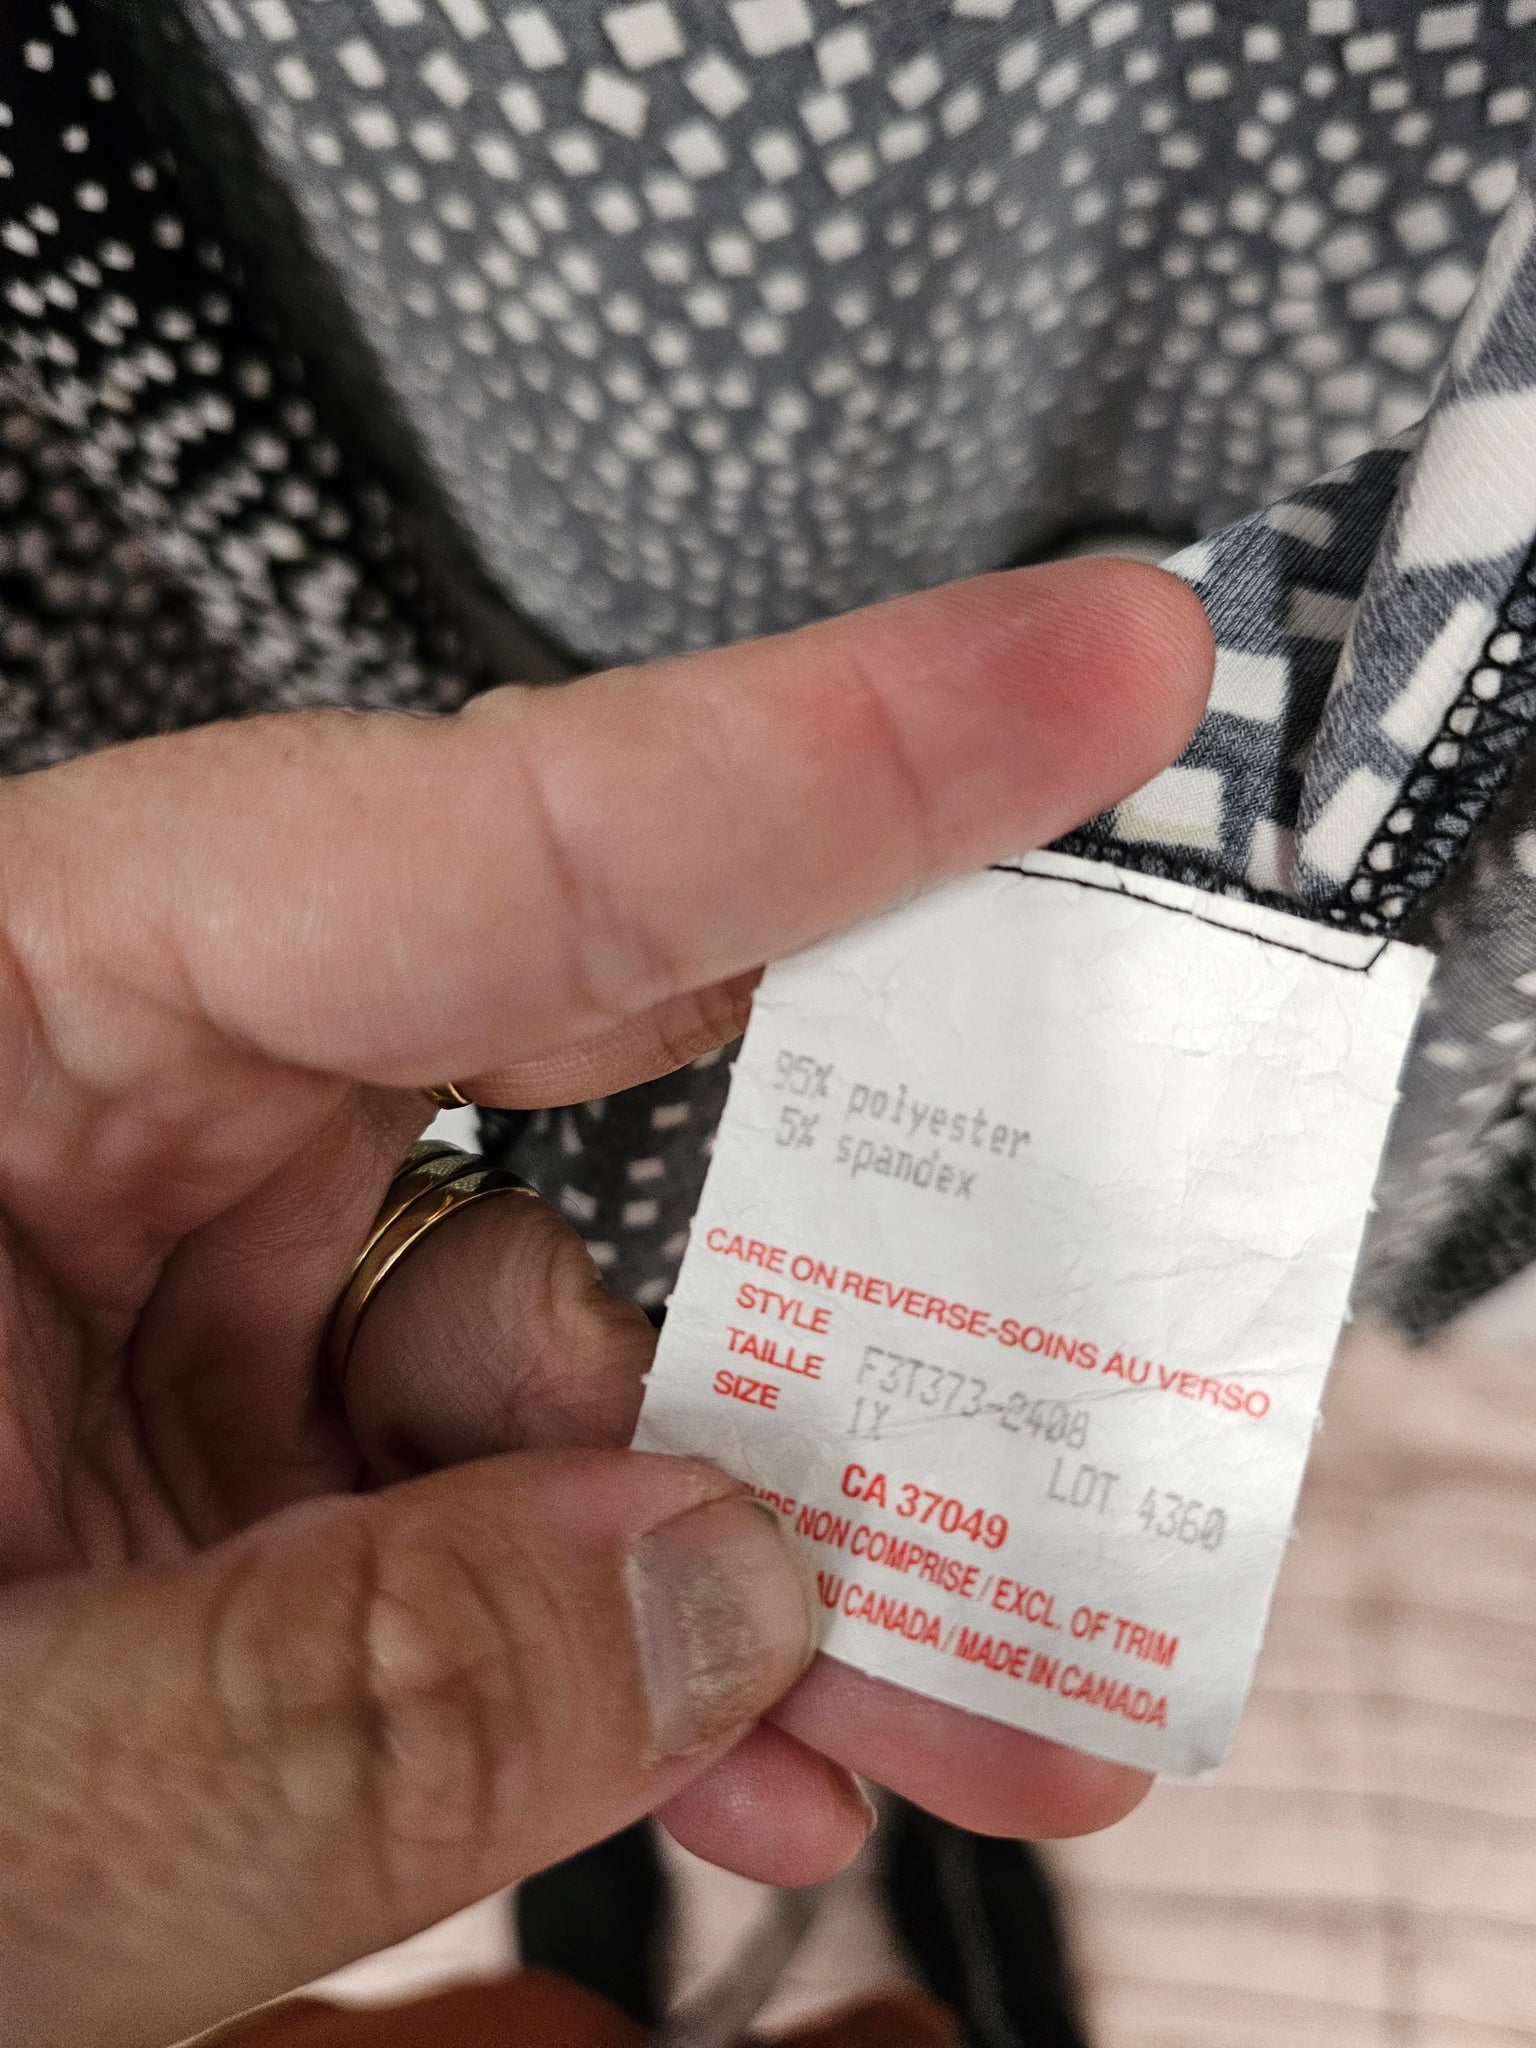 95% polyester
5% spandex
CARE ON REVERSE-SOINS AU VERSO
STYLE F3T373-2408
TAILLE 1X
SIZE
LOT 4360
CA 37049
NON COMPRISE / EXCL. OF TRIM
AU CANADA / MADE IN CANADA